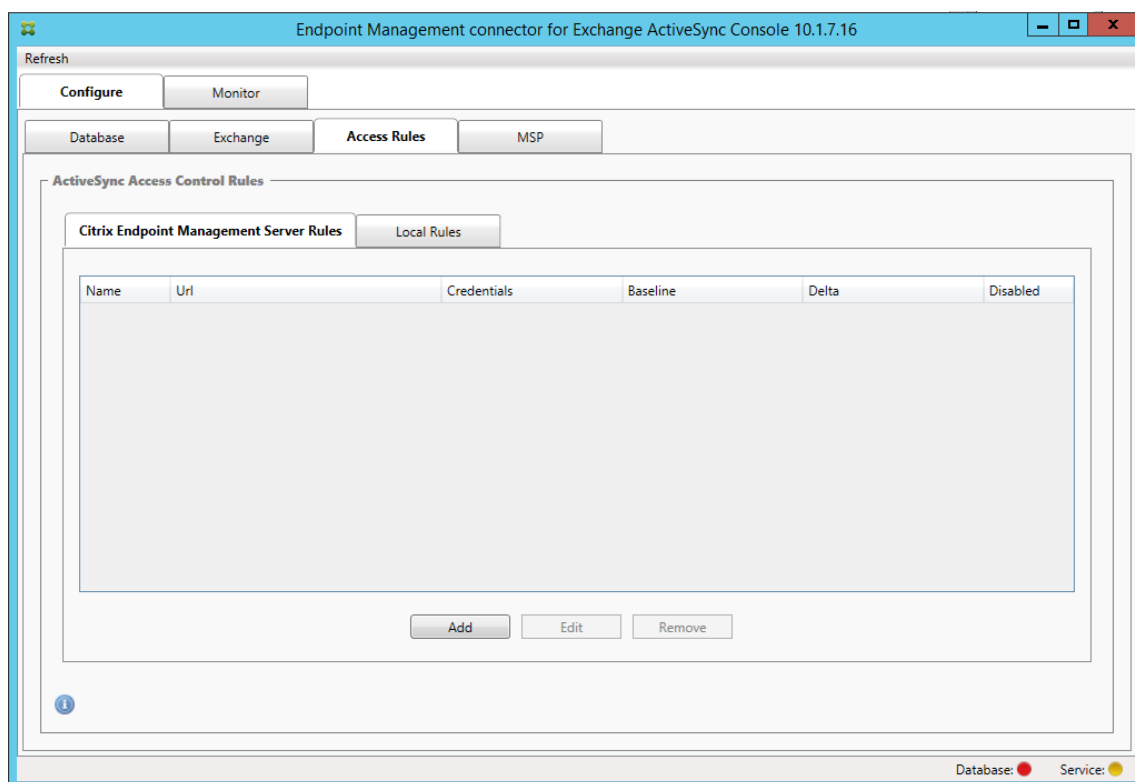 Endpoint Management connector for Exchange ActiveSync Console 10.1.7.16
Refresh
Configure Monitor
Database Exchange Access Rules MSP
ActiveSync Access Control Rules
Citrix Endpoint Management Server Rules Local Rules
Name Url Credentials Baseline Delta Disabled
Add Edit Remove
Database: Service: